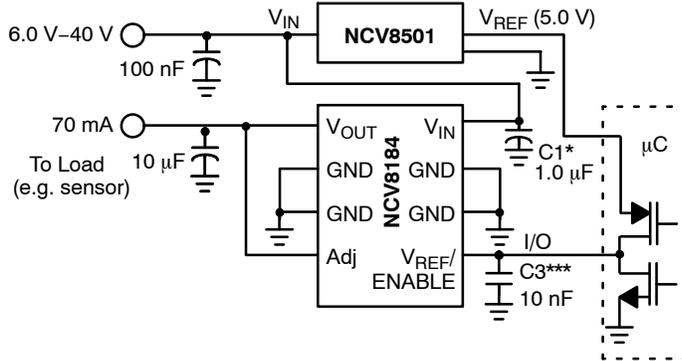 V_IN
V_REF (5.0 V)
6.0 V–40 V
NCV8501
100 nF
70 mA
V_OUT
V_IN
C1*
1.0 μF
μC
To Load
(e.g. sensor)
10 μF
GND
GND
NCV8184
GND
GND
I/O
Adj
V_REF/
ENABLE
C3***
10 nF